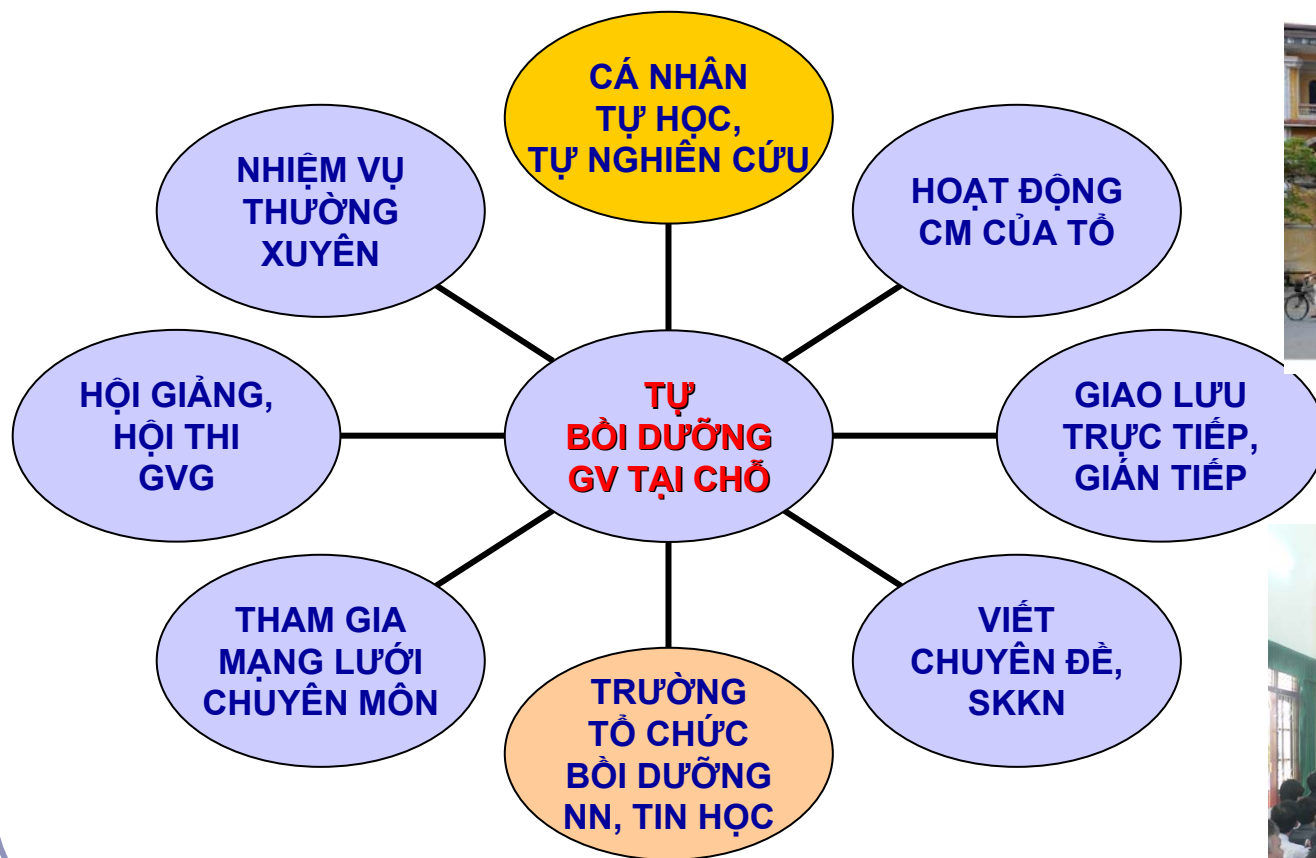 CÁ NHÂN
TỰ HỌC,
TỰ NGHIÊN CỨU
NHIỆM VỤ
THƯỜNG
XUYÊN
HOẠT ĐỘNG
CM CỦA TỔ
HỘI GIẢNG,
HỘI THI
GVG
TỰ
BỒI DƯỠNG
GV TẠI CHỖ
GIAO LƯU
TRỰC TIẾP,
GIÁN TIẾP
THAM GIA
MẠNG LƯỚI
CHUYÊN MÔN
TRƯỜNG
TỔ CHỨC
BỒI DƯỠNG
NN, TIN HỌC
VIẾT
CHUYÊN ĐỀ,
SKKN